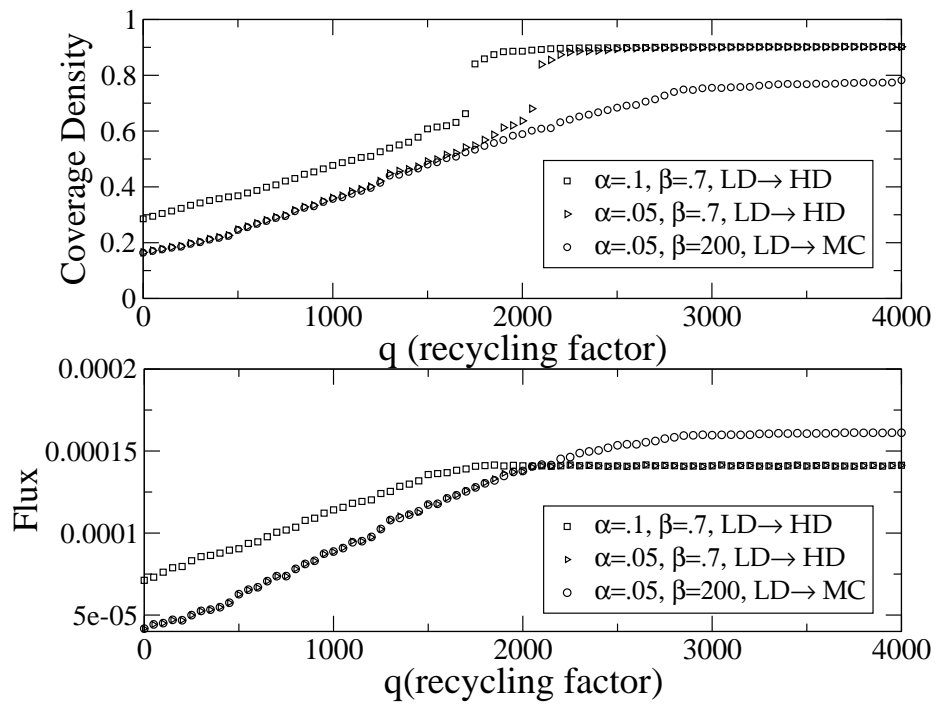 1
0.8
0.6
0.4
0.2
0
Coverage Density
α=.1, β=.7, LD→ HD
α=.05, β=.7, LD→ HD
α=.05, β=200, LD→ MC
0 1000 2000 3000 4000
q (recycling factor)
0.0002
0.00015
0.0001
5e-05
Flux
α=.1, β=.7, LD→ HD
α=.05, β=.7, LD→ HD
α=.05, β=200, LD→ MC
0 1000 2000 3000 4000
q(recycling factor)